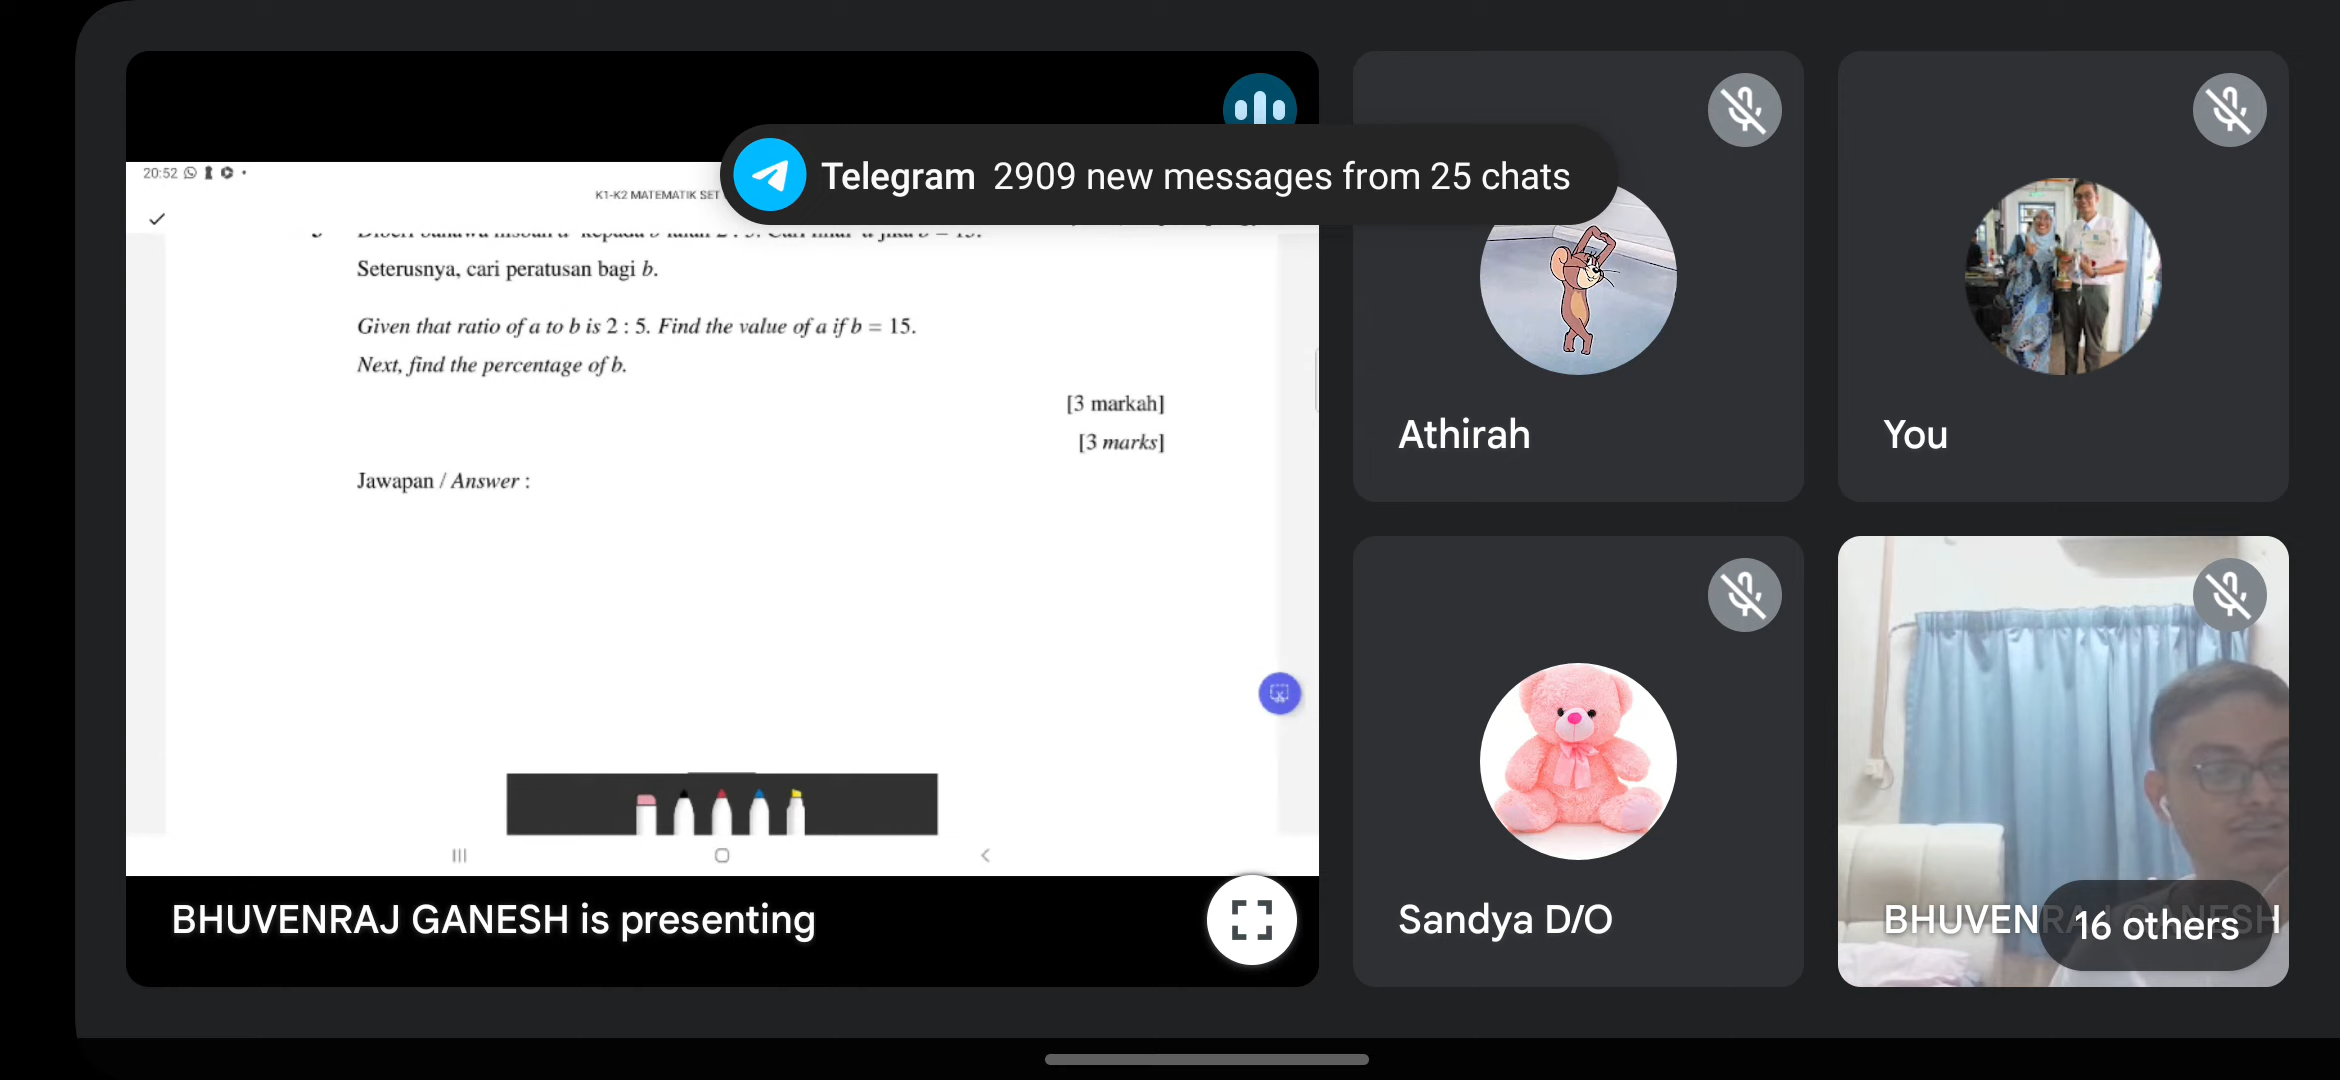 Telegram 2909 new messages from 25 chats
20:52
K1-K2 MATEMATIK SET
Seterusnya, cari peratusan bagi b.
Given that ratio of a to b is 2 : 5. Find the value of a if b = 15.
Next, find the percentage of b.
[3 markah]
[3 marks]
Jawapan / Answer :
BHUVENRAJ GANESH is presenting
Athirah
You
Sandya D/O
BHUVENRAJ GANESH
16 others